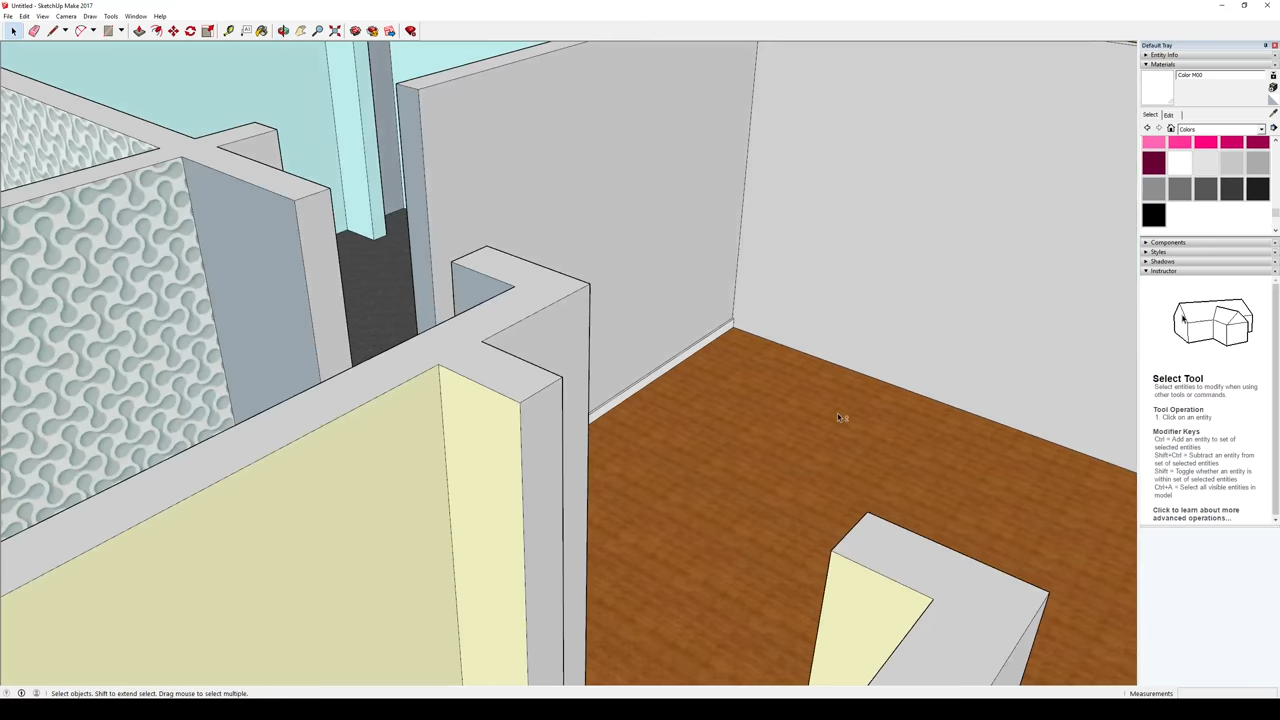 Untitled - SketchUp Make 2017
File Edit View Camera Draw Tools Window Help
Default Tray
Entity Info
Materials
Color M00
Select Edit
Colors
Components
Styles
Shadows
Instructor
Select Tool
Select entities to modify when using
other tools or commands.
Tool Operation
1. Click on an entity
Modifier Keys
Ctrl = Add an entity to set of
selected entities
Shift+Ctrl = Subtract an entity from
set of selected entities
Shift = Toggle whether an entity is
within set of selected entities
Ctrl+A = Select all visible entities in
model
Click to learn about more
advanced operations...
Select objects. Shift to extend select. Drag mouse to select multiple.
Measurements